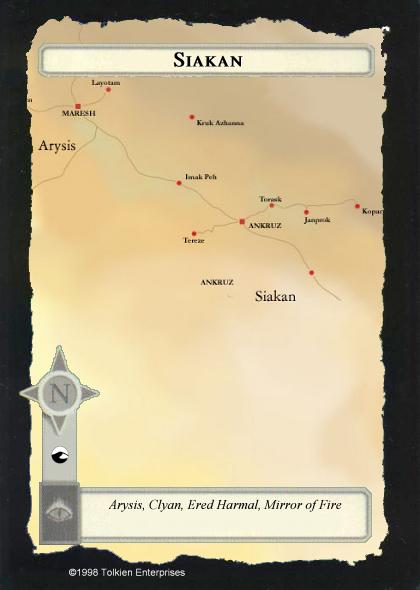 SIAKAN
Layotam
MARESH
Kruk Azhanna
Arysis
Imak Peh
Torask
Janprok
ANKRUZ
Tereze
ANKRUZ
Siakan
N
Arysis, Clyan, Ered Harmal, Mirror of Fire
©1998 Tolkien Enterprises